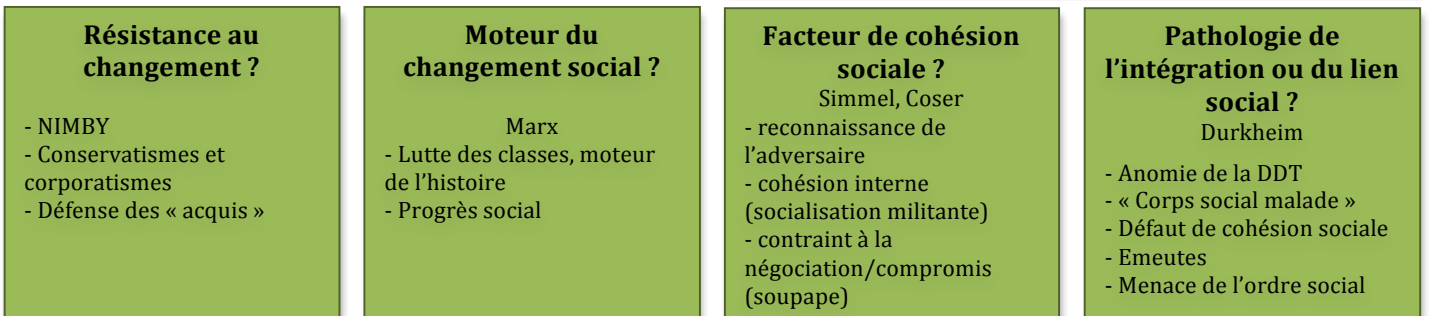 Résistance au
changement ?
- NIMBY
- Conservatismes et
corporatismes
- Défense des « acquis »
Moteur du
changement social ?
Marx
- Lutte des classes, moteur
de l’histoire
- Progrès social
Facteur de cohésion
sociale ?
Simmel, Coser
- reconnaissance de
l’adversaire
- cohésion interne
(socialisation militante)
- contraint à la
négociation/compromis
(soupape)
Pathologie de
l’intégration ou du lien
social ?
Durkheim
- Anomie de la DDT
- « Corps social malade »
- Défaut de cohésion sociale
- Emeutes
- Menace de l’ordre social